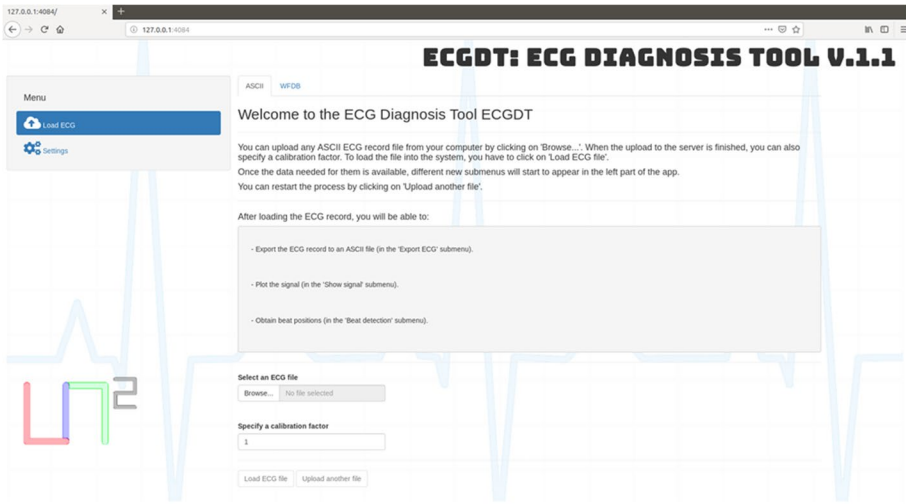 127.0.0.1:4084/
127.0.0.1:4084
ECGDT: ECG DIAGNOSIS TOOL V.1.1
Menu
Load ECG
Settings
ASCII WFDB
Welcome to the ECG Diagnosis Tool ECGDT
You can upload any ASCII ECG record file from your computer by clicking on 'Browse...'. When the upload to the server is finished, you can also
specify a calibration factor. To load the file into the system, you have to click on 'Load ECG file'.
Once the data needed for them is available, different new submenus will start to appear in the left part of the app.
You can restart the process by clicking on 'Upload another file'.
After loading the ECG record, you will be able to:
- Export the ECG record to an ASCII file (in the 'Export ECG' submenu).
- Plot the signal (in the 'Show signal' submenu).
- Obtain beat positions (in the 'Beat detection' submenu).
Select an ECG file
Browse... No file selected
Specify a calibration factor
1
Load ECG file Upload another file
2